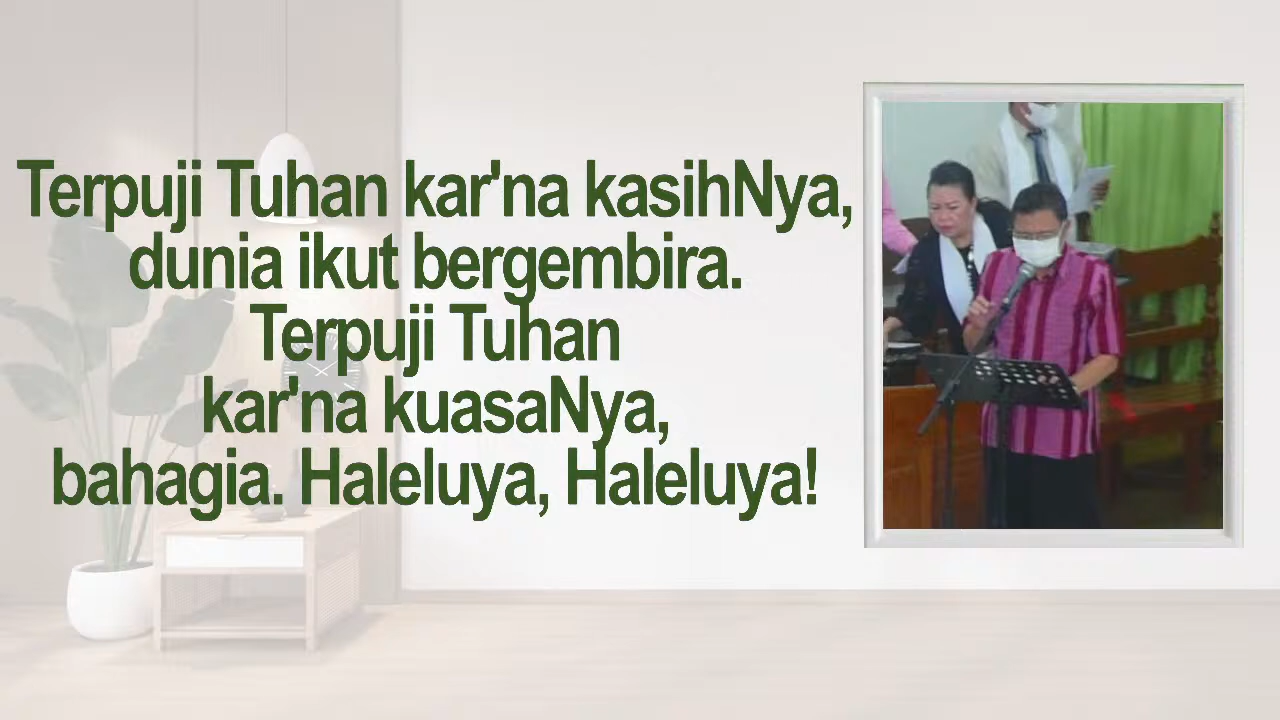 Terpuji Tuhan kar'na kasihNya,
dunia ikut bergembira.
Terpuji Tuhan
kar'na kuasaNya,
bahagia. Haleluya, Haleluya!